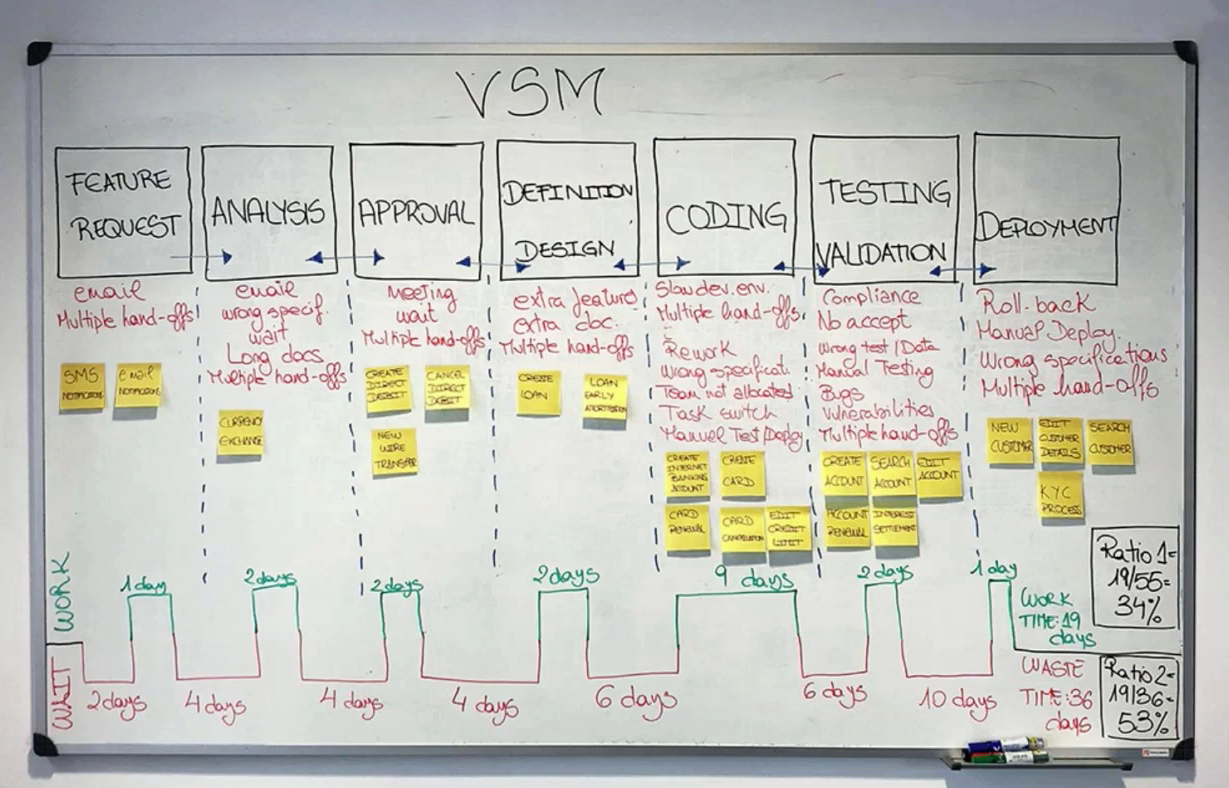 VSM
FEATURE
REQUEST
email
Multiple hand-offs
SMS
NOTIFICATIONS
email
NOTIFICATIONS
ANALYSIS
email
wrong specif.
wait
Long docs
Multiple hand-offs
CURRENCY
EXCHANGE
APPROVAL
Meeting
wait
Multiple hand-offs
CREATE
DIRECT
DEBIT
CANCEL
DIRECT
DEBIT
NEW
WIRE
TRANSFER
DEFINITION
DESIGN
extra feature
extra doc.
Multiple hand-offs
CREATE
LOAN
LOAN
EARLY
CODING
Slow dev. env.
Multiple hand-offs
Rework
Wrong specificati.
Team not allocated
Task switch
Manuel Test/Deploy
CREATE
INTERNET
BANKING
ACCOUNT
CREATE
CARD
CARD
RENEWAL
CARD
CANCELLATION
EDIT
CREDIT
LIMIT
TESTING
VALIDATION
Compliance
No accept
Wrong test/Data
Manual Testing
Bugs
Vulnerabilities
Multiple hand-offs
CREATE
ACCOUNT
SEARCH
ACCOUNT
EDIT
ACCOUNT
ACCOUNT
RENEWAL
INTEREST
SETTLEMENT
DEPLOYMENT
Roll-back
Manual Deploy
Wrong specifications
Multiple hand-offs
NEW
CUSTOMER
EDIT
CUSTOMER
DETAILS
SEARCH
CUSTOMER
KYC
PROCESS
WORK
1 day
2 days
2 days
2 days
9 days
2 days
1 day
WORK
TIME: 19
days
WAIT
2 days
4 days
4 days
4 days
6 days
6 days
10 days
WASTE
TIME: 36
days
Ratio 1=
19/55=
34%
Ratio 2=
19/36=
53%